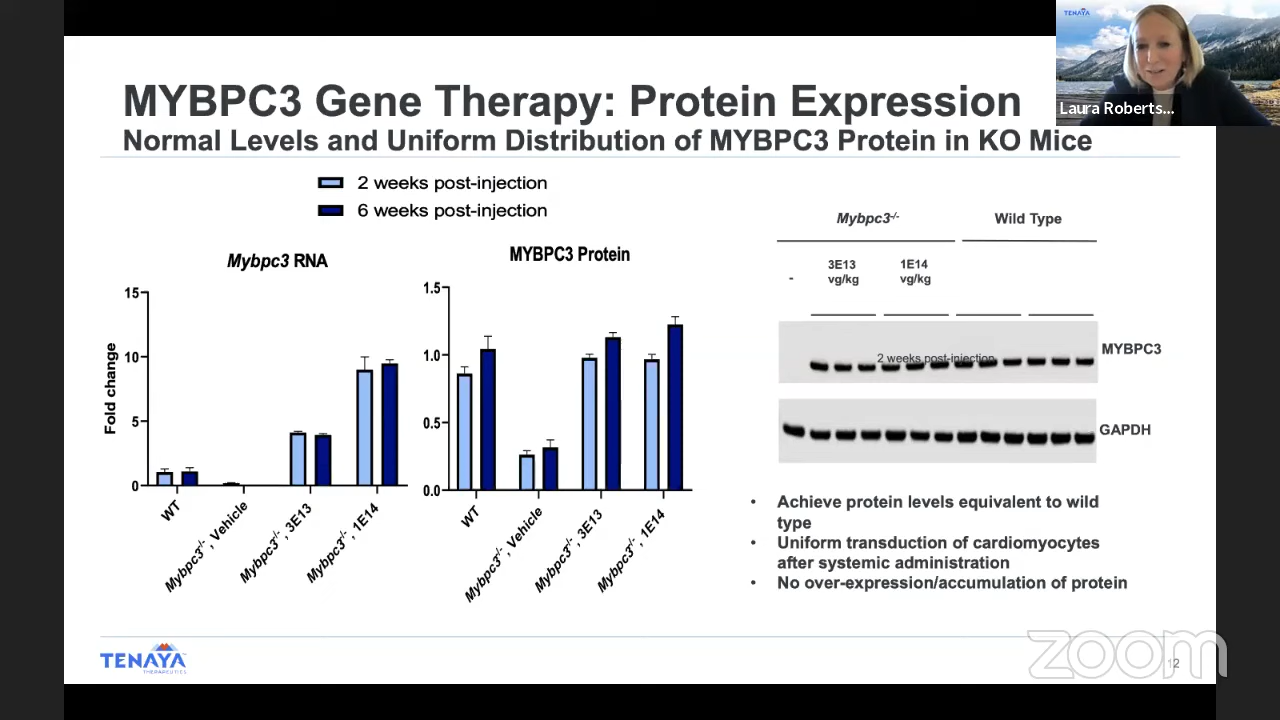 TENAYA
Laura Roberts...
MYBPC3 Gene Therapy: Protein Expression
Normal Levels and Uniform Distribution of MYBPC3 Protein in KO Mice
2 weeks post-injection
6 weeks post-injection
Mybpc3 RNA
Fold change
15
10
5
0
WT
Mybpc3-/-, Vehicle
Mybpc3-/-, 3E13
Mybpc3-/-, 1E14
MYBPC3 Protein
1.5
1.0
0.5
0.0
WT
Mybpc3-/-, Vehicle
Mybpc3-/-, 3E13
Mybpc3-/-, 1E14
Mybpc3-/-
Wild Type
-
3E13
vg/kg
1E14
vg/kg
2 weeks post-injection
MYBPC3
GAPDH
• Achieve protein levels equivalent to wild
type
• Uniform transduction of cardiomyocytes
after systemic administration
• No over-expression/accumulation of protein
TENAYA
THERAPEUTICS
zoom
12